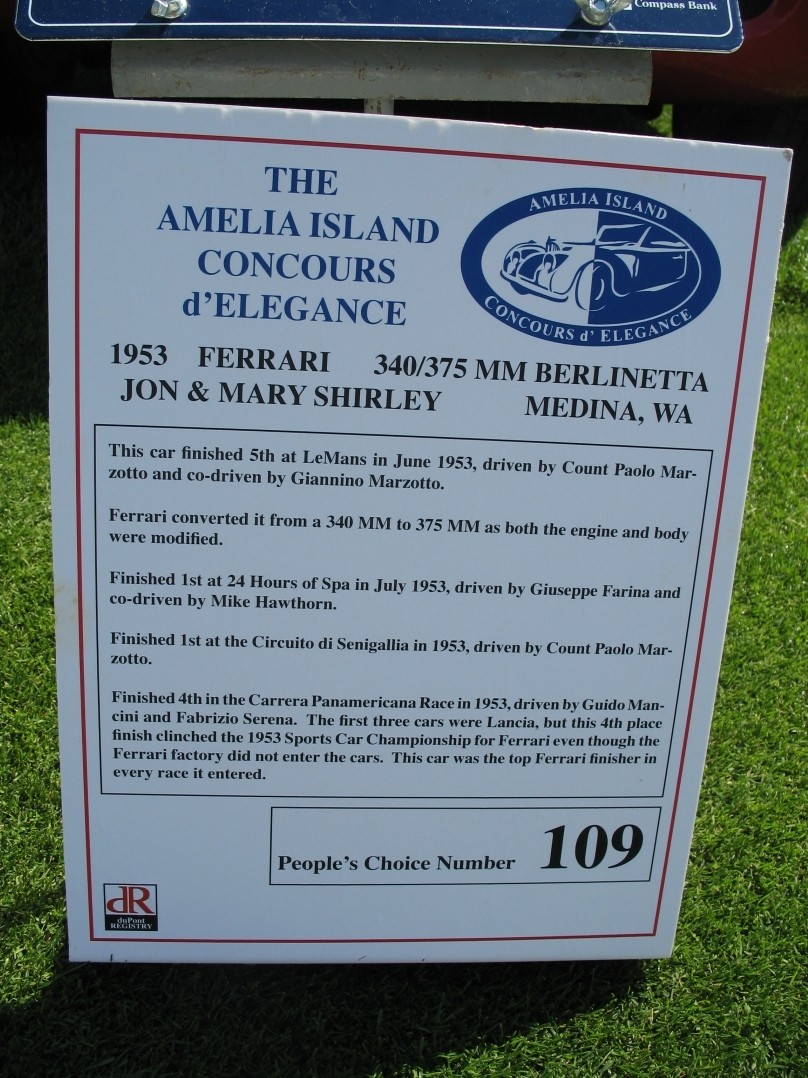 Compass Bank
THE
AMELIA ISLAND
CONCOURS
d'ELEGANCE
AMELIA ISLAND
CONCOURS d' ELEGANCE
1953 FERRARI 340/375 MM BERLINETTA
JON & MARY SHIRLEY MEDINA, WA
This car finished 5th at LeMans in June 1953, driven by Count Paolo Mar-
zotto and co-driven by Giannino Marzotto.
Ferrari converted it from a 340 MM to 375 MM as both the engine and body
were modified.
Finished 1st at 24 Hours of Spa in July 1953, driven by Giuseppe Farina and
co-driven by Mike Hawthorn.
Finished 1st at the Circuito di Senigallia in 1953, driven by Count Paolo Mar-
zotto.
Finished 4th in the Carrera Panamericana Race in 1953, driven by Guido Man-
cini and Fabrizio Serena. The first three cars were Lancia, but this 4th place
finish clinched the 1953 Sports Car Championship for Ferrari even though the
Ferrari factory did not enter the cars. This car was the top Ferrari finisher in
every race it entered.
People's Choice Number 109
dR
duPont
REGISTRY